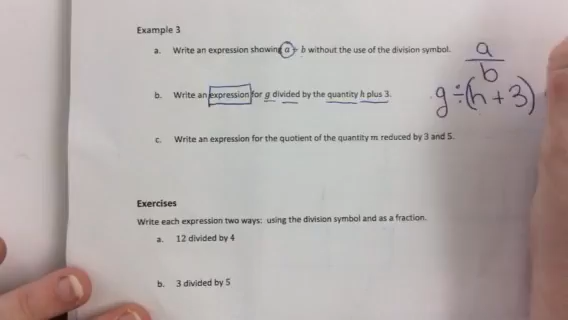 Example 3
a. Write an expression showing a ÷ b without the use of the division symbol.
a
b
b. Write an expression for g divided by the quantity h plus 3.
g ÷ (h + 3)
c. Write an expression for the quotient of the quantity m reduced by 3 and 5.
Exercises
Write each expression two ways: using the division symbol and as a fraction.
a. 12 divided by 4
b. 3 divided by 5